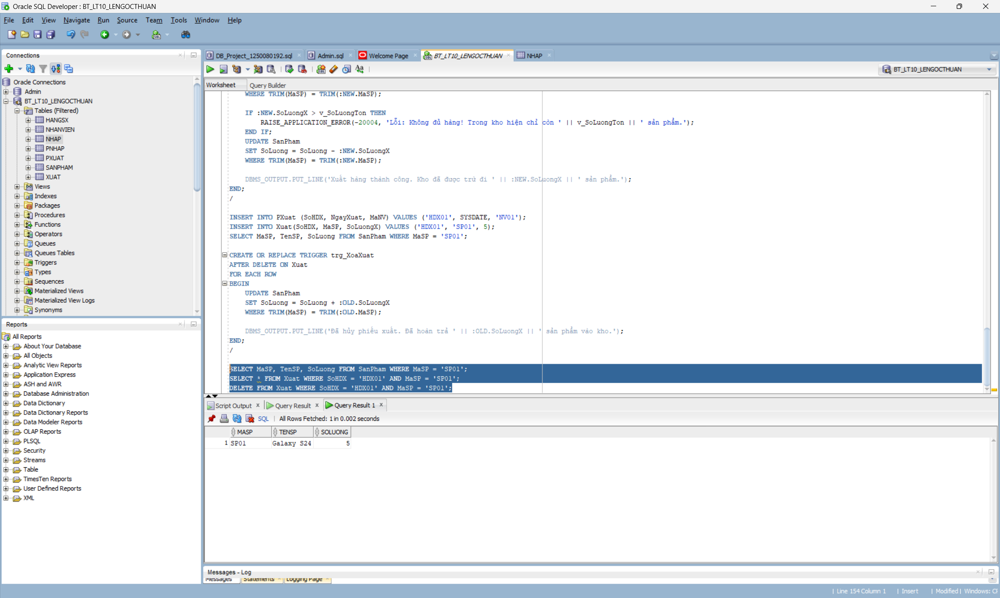 Oracle SQL Developer : BT_LT10_LENGOCTHUAN
File Edit View Navigate Run Source Team Tools Window Help
Connections
Oracle Connections
Admin
BT_LT10_LENGOCTHUAN
Tables (Filtered)
HANGSX
NHANVIEN
NHAP
PNHAP
PXUAT
SANPHAM
XUAT
Views
Indexes
Packages
Procedures
Functions
Operators
Queues
Queues Tables
Triggers
Types
Sequences
Materialized Views
Materialized View Logs
Synonyms
Reports
All Reports
About Your Database
All Objects
Analytic View Reports
Application Express
ASH and AWR
Database Administration
Data Dictionary
Data Dictionary Reports
Data Modeler Reports
OLAP Reports
PLSQL
Security
Streams
Table
TimesTen Reports
User Defined Reports
XML
DB_Project_1250080192.sql Admin.sql Welcome Page BT_LT10_LENGOCTHUAN NHAP
BT_LT10_LENGOCTHUAN
Worksheet Query Builder
WHERE TRIM(MaSP) = TRIM(:NEW.MaSP);
IF :NEW.SoLuongX > v_SoLuongTon THEN
RAISE_APPLICATION_ERROR(-20004, 'Lỗi: Không đủ hàng! Trong kho hiện chỉ còn ' || v_SoLuongTon || ' sản phẩm.');
END IF;
UPDATE SanPham
SET SoLuong = SoLuong - :NEW.SoLuongX
WHERE TRIM(MaSP) = TRIM(:NEW.MaSP);
DBMS_OUTPUT.PUT_LINE('Xuất hàng thành công. Kho đã được trừ đi ' || :NEW.SoLuongX || ' sản phẩm.');
END;
/
INSERT INTO PXuat (SoHDX, NgayXuat, MaNV) VALUES ('HDX01', SYSDATE, 'NV01');
INSERT INTO Xuat(SoHDX, MaSP, SoLuongX) VALUES ('HDX01', 'SP01', 5);
SELECT MaSP, TenSP, SoLuong FROM SanPham WHERE MaSP = 'SP01';
CREATE OR REPLACE TRIGGER trg_XoaXuat
AFTER DELETE ON Xuat
FOR EACH ROW
BEGIN
UPDATE SanPham
SET SoLuong = SoLuong + :OLD.SoLuongX
WHERE TRIM(MaSP) = TRIM(:OLD.MaSP);
DBMS_OUTPUT.PUT_LINE('Đã hủy phiếu xuất. Đã hoàn trả ' || :OLD.SoLuongX || ' sản phẩm vào kho.');
END;
/
SELECT MaSP, TenSP, SoLuong FROM SanPham WHERE MaSP = 'SP01';
SELECT * FROM Xuat WHERE SoHDX = 'HDX01' AND MaSP = 'SP01';
DELETE FROM Xuat WHERE SoHDX = 'HDX01' AND MaSP = 'SP01';
Script Output Query Result Query Result 1
SQL All Rows Fetched: 1 in 0.002 seconds
MASP TENSP SOLUONG
1 SP01 Galaxy S24 5
Messages - Log
Messages Statements Logging Page
Line 154 Column 1 Insert Modified Windows: